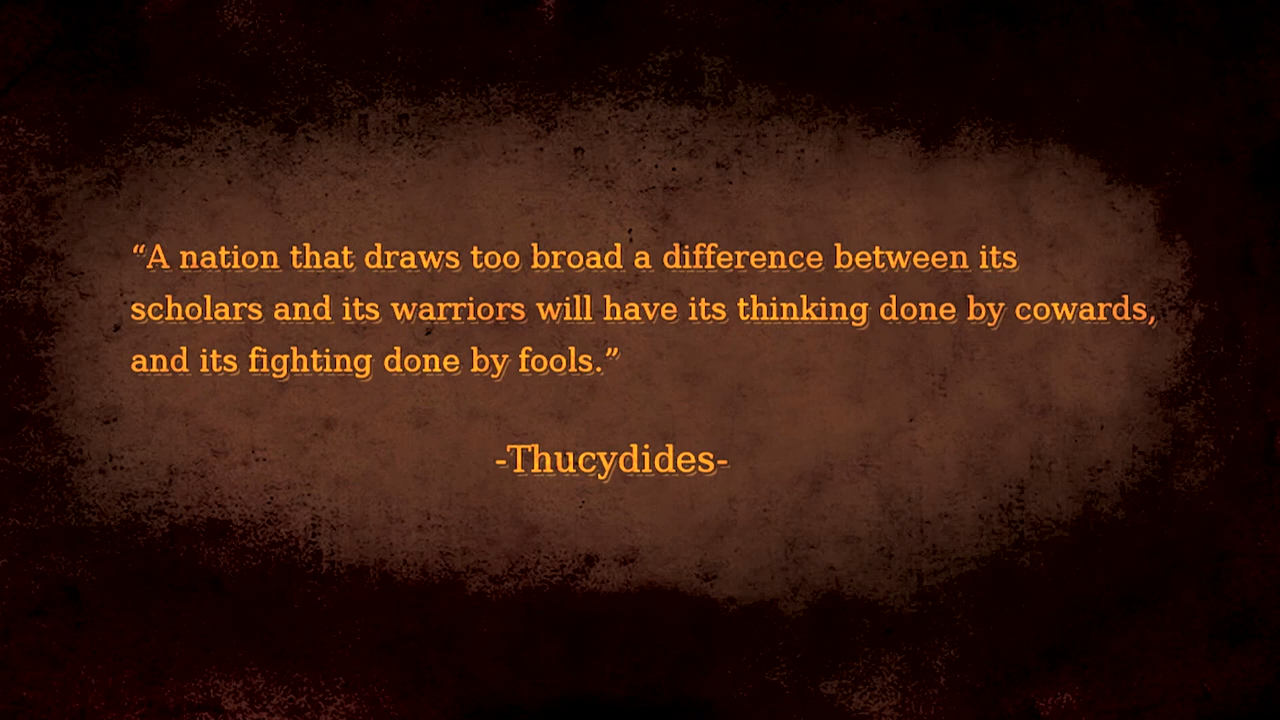 “A nation that draws too broad a difference between its
scholars and its warriors will have its thinking done by cowards,
and its fighting done by fools.”
-Thucydides-